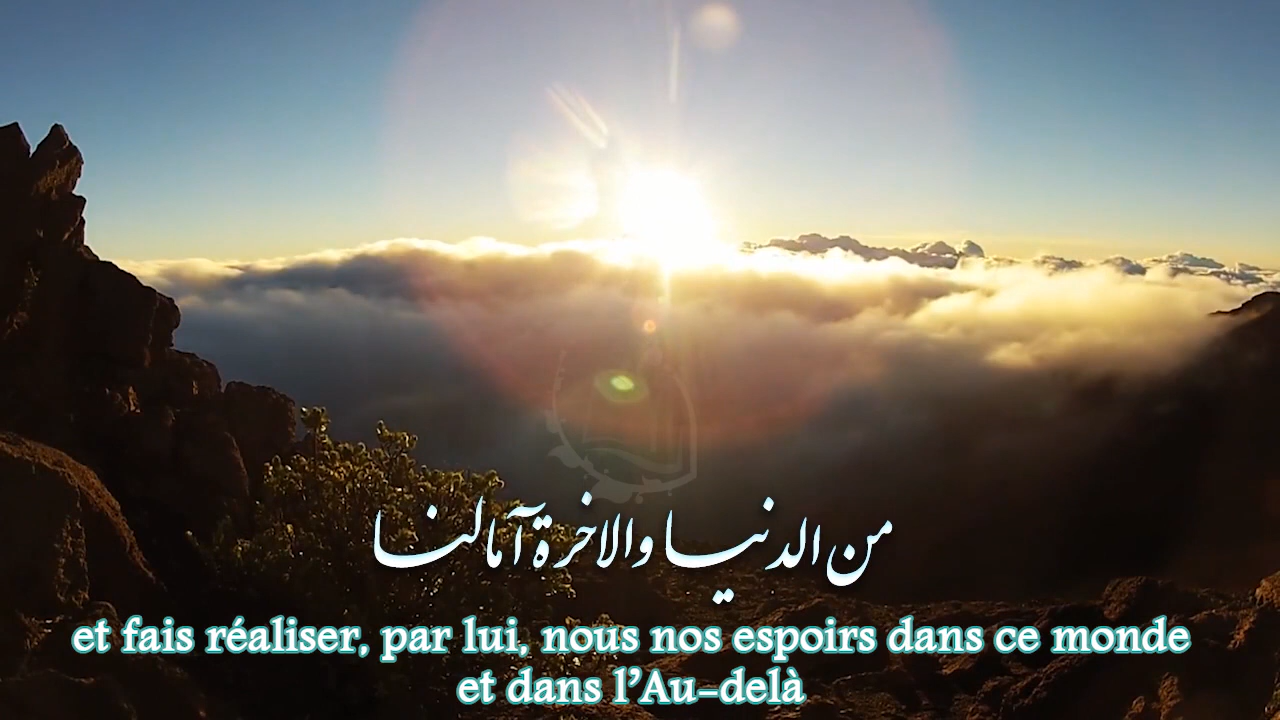 من الدنيا والاخرة آمالنا
et fais réaliser, par lui, nous nos espoirs dans ce monde
et dans l’Au-delà